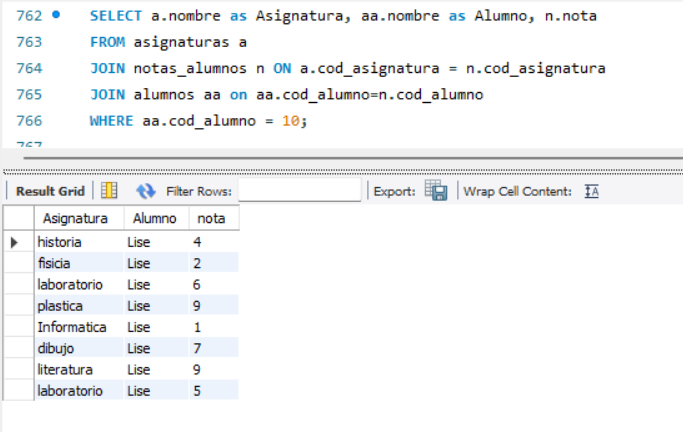 762 SELECT a.nombre as Asignatura, aa.nombre as Alumno, n.nota
763 FROM asignaturas a
764 JOIN notas_alumnos n ON a.cod_asignatura = n.cod_asignatura
765 JOIN alumnos aa on aa.cod_alumno=n.cod_alumno
766 WHERE aa.cod_alumno = 10;
767
Result Grid Filter Rows: Export: Wrap Cell Content: IA
Asignatura Alumno nota
historia Lise 4
fisicia Lise 2
laboratorio Lise 6
plastica Lise 9
Informatica Lise 1
dibujo Lise 7
literatura Lise 9
laboratorio Lise 5